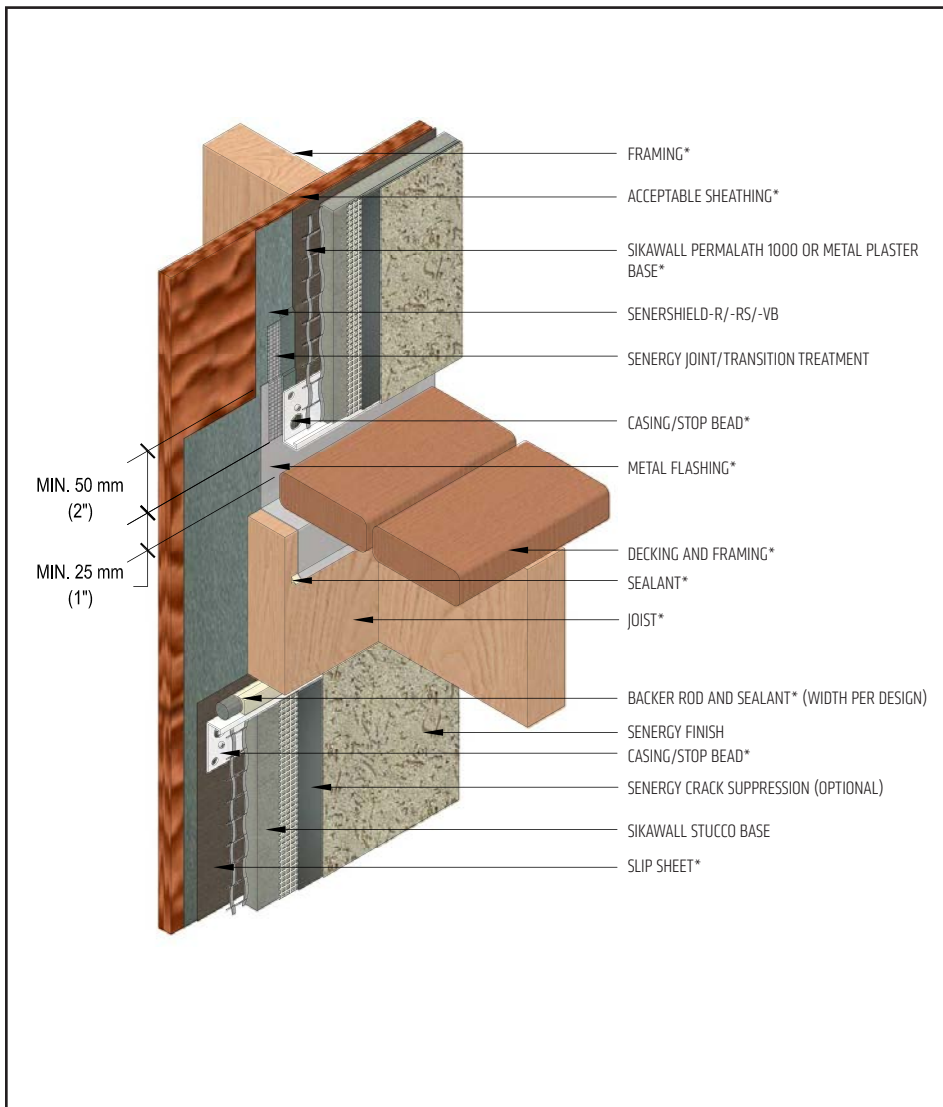 FRAMING*
ACCEPTABLE SHEATHING*
SIKAWALL PERMALATH 1000 OR METAL PLASTER
BASE*
SENERSHIELD-R/-RS/-VB
SENERGY JOINT/TRANSITION TREATMENT
CASING/STOP BEAD*
METAL FLASHING*
MIN. 50 mm
(2")
MIN. 25 mm
(1")
DECKING AND FRAMING*
SEALANT*
JOIST*
BACKER ROD AND SEALANT* (WIDTH PER DESIGN)
SENERGY FINISH
CASING/STOP BEAD*
SENERGY CRACK SUPPRESSION (OPTIONAL)
SIKAWALL STUCCO BASE
SLIP SHEET*